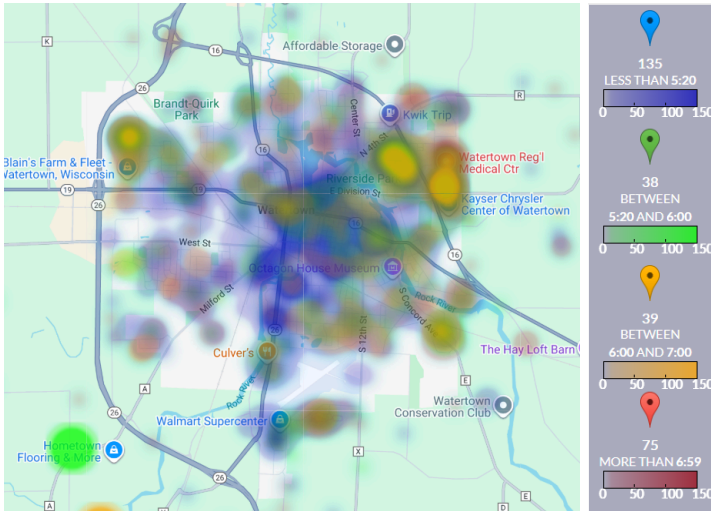 K
16
Affordable Storage
26
R
Brandt-Quirk
Park
Center St
Kwik Trip
16
N 4th St
Blain's Farm & Fleet -
Watertown, Wisconsin
Watertown Reg'l
Medical Ctr
Riverside
E Division St
19
19
26
Kayser Chrysler
Center of Watertown
West St
16
Octagon House Museum
Rock River
Milford St
S Concord Av
26
S 12th St
Culver's
The Hay Loft Barn
Rock River
A
E
26
Walmart Supercenter
Watertown
Conservation Club
Hometown
Flooring & More
26
X
E
A
D
135
LESS THAN 5:20
0 50 100 150
38
BETWEEN
5:20 AND 6:00
0 50 100 150
39
BETWEEN
6:00 AND 7:00
0 50 100 150
75
MORE THAN 6:59
0 50 100 150